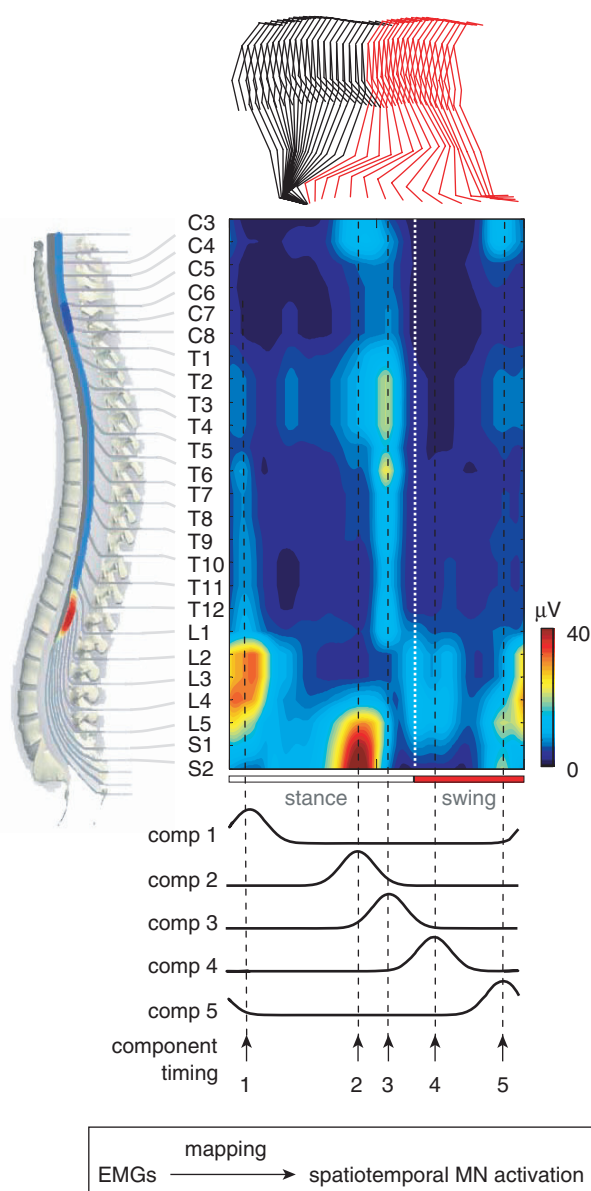 C3
C4
C5
C6
C7
C8
T1
T2
T3
T4
T5
T6
T7
T8
T9
T10
T11
T12
L1
L2
L3
L4
L5
S1
S2
μV
40
0
stance swing
comp 1
comp 2
comp 3
comp 4
comp 5
component
timing
1 2 3 4 5
mapping
EMGs spatiotemporal MN activation